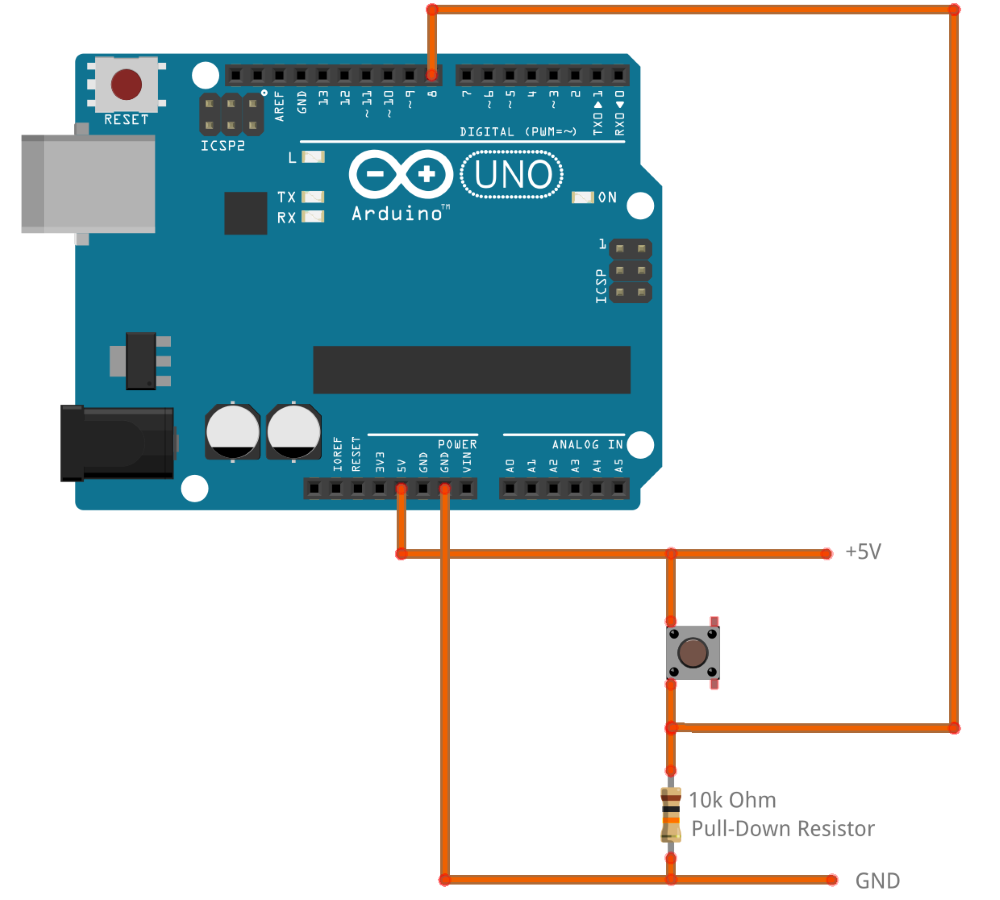 RESET
ICSP2
AREF
GND
13
12
~11
~10
~9
8
7
~6
~5
4
~3
2
TX0▶1
RX0◀0
DIGITAL (PWM=~)
L
TX
RX
UNO
Arduino™
ON
1
ICSP
POWER
ANALOG IN
IOREF
RESET
3V3
5V
GND
GND
VIN
A0
A1
A2
A3
A4
A5
+5V
10k Ohm
Pull-Down Resistor
GND